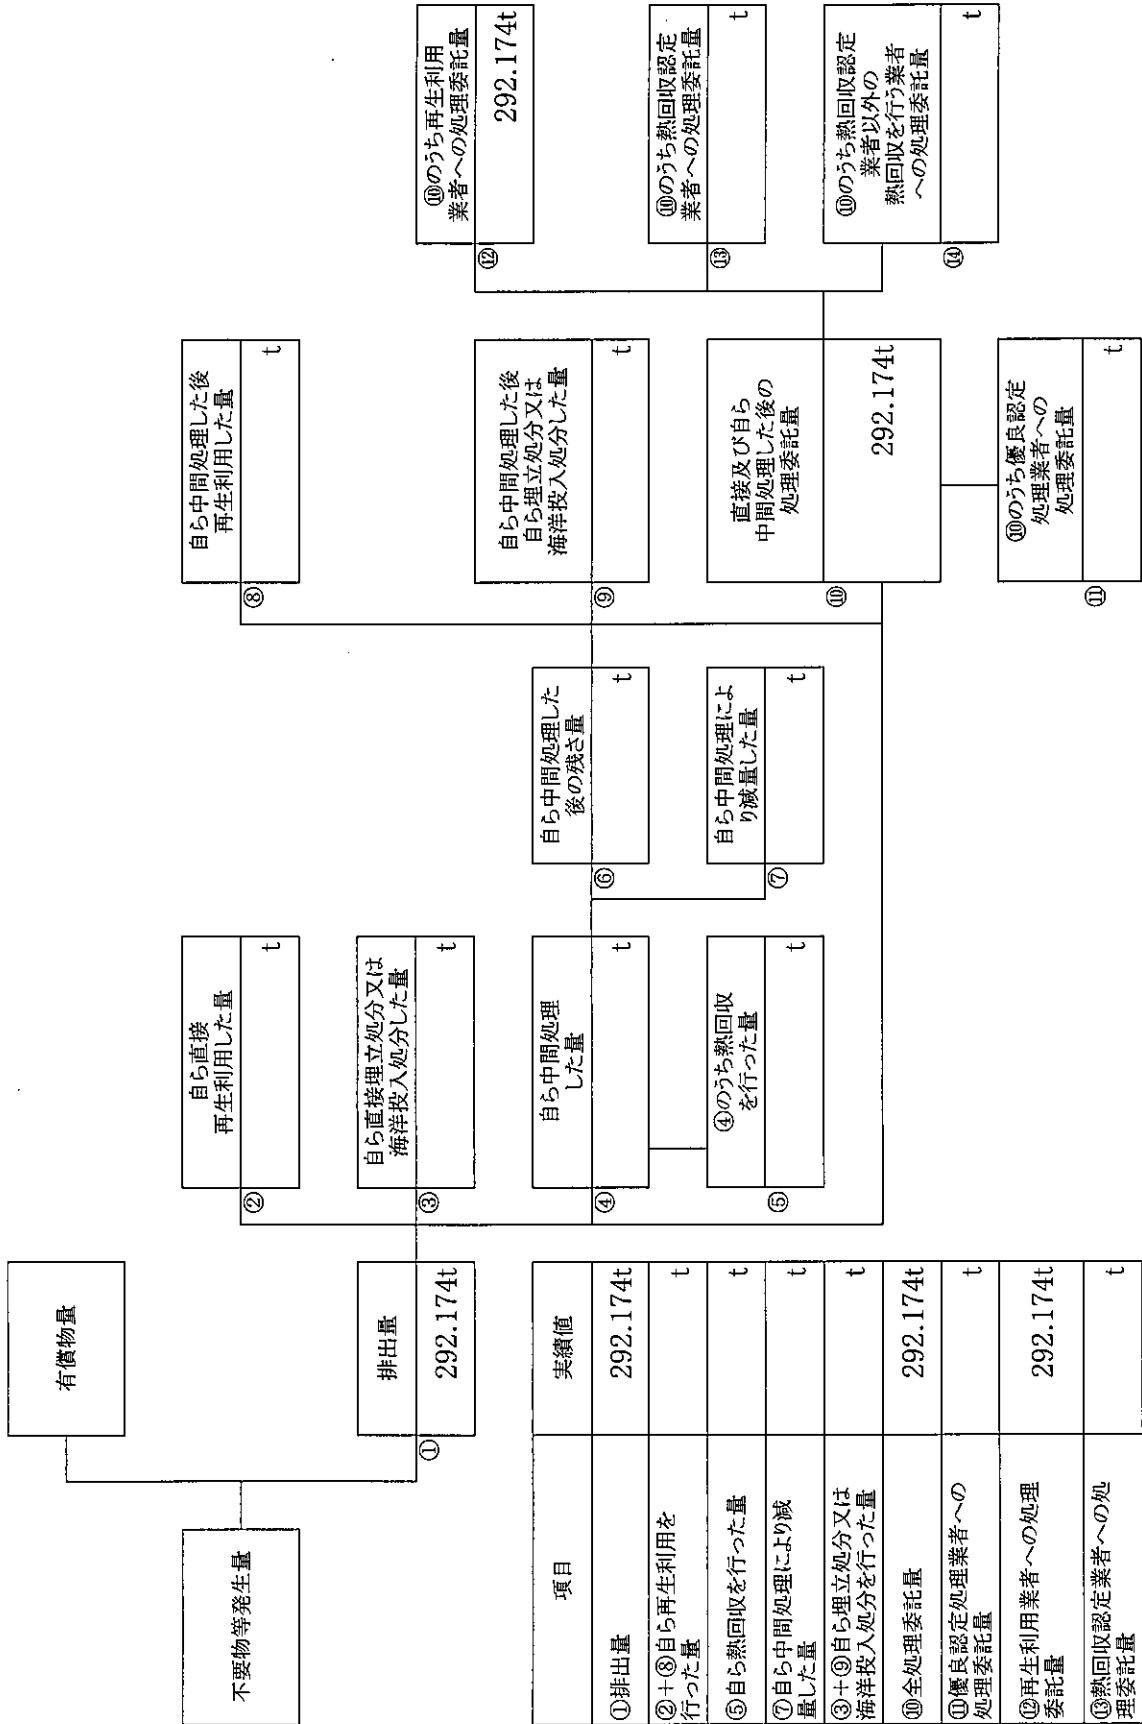 不要物等発生量
有償物量
排出量
①
292.174t
自ら直接
再生利用した量
②
t
自ら直接埋立処分又は
海洋投入処分した量
③
t
自ら中間処理
した量
④
t
④のうち熱回収
を行った量
⑤
t
自ら中間処理した
後の残さ量
⑥
t
自ら中間処理によ
り減量した量
⑦
t
自ら中間処理した後
再生利用した量
⑧
t
自ら中間処理した後
自ら埋立処分又は
海洋投入処分した量
⑨
t
直接及び自ら
中間処理した後の
処理委託量
⑩
292.174t
⑩のうち優良認定
処理業者への
処理委託量
⑪
t
⑩のうち再生利用
業者への処理委託量
⑫
292.174t
⑩のうち熱回収認定
業者への処理委託量
⑬
t
⑩のうち熱回収認定
業者以外の
熱回収を行う業者
への処理委託量
⑭
t
項目 実績値
①排出量 292.174t
②+⑧自ら再生利用を
行った量 t
⑤自ら熱回収を行った量 t
⑦自ら中間処理により減
量した量 t
③+⑨自ら埋立処分又は
海洋投入処分を行った量 t
⑩全処理委託量 292.174t
⑪優良認定処理業者への
処理委託量 t
⑫再生利用業者への処理
委託量 292.174t
⑬熱回収認定業者への処
理委託量 t